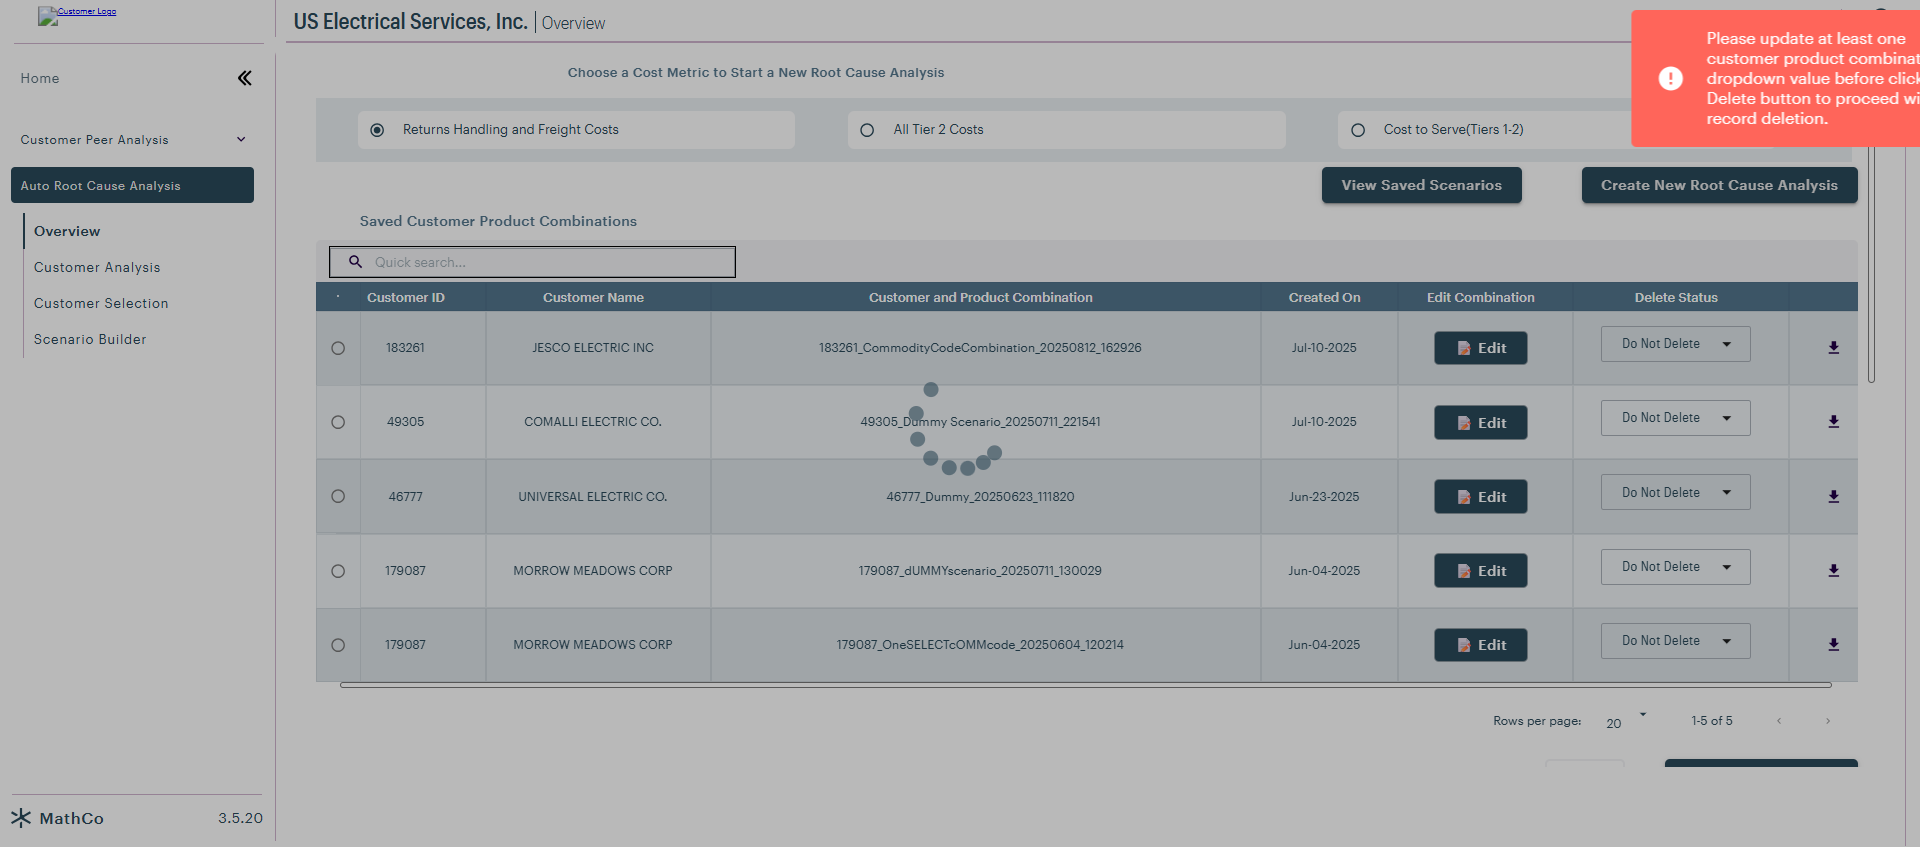 Customer Logo
US Electrical Services, Inc. Overview
Please update at least one
customer product combinat
dropdown value before click
Delete button to proceed wi
record deletion.
Home
Choose a Cost Metric to Start a New Root Cause Analysis
Returns Handling and Freight Costs
All Tier 2 Costs
Cost to Serve(Tiers 1-2)
Customer Peer Analysis
Auto Root Cause Analysis
Overview
Customer Analysis
Customer Selection
Scenario Builder
View Saved Scenarios
Create New Root Cause Analysis
Saved Customer Product Combinations
Quick search...
Customer ID Customer Name Customer and Product Combination Created On Edit Combination Delete Status
183261 JESCO ELECTRIC INC 183261_CommodityCodeCombination_20250812_162926 Jul-10-2025 Edit Do Not Delete
49305 COMALLI ELECTRIC CO. 49305_Dummy Scenario_20250711_221541 Jul-10-2025 Edit Do Not Delete
46777 UNIVERSAL ELECTRIC CO. 46777_Dummy_20250623_111820 Jun-23-2025 Edit Do Not Delete
179087 MORROW MEADOWS CORP 179087_dUMMYscenario_20250711_130029 Jun-04-2025 Edit Do Not Delete
179087 MORROW MEADOWS CORP 179087_OneSELECTcOMMcode_20250604_120214 Jun-04-2025 Edit Do Not Delete
Rows per page: 20 1-5 of 5
MathCo 3.5.20